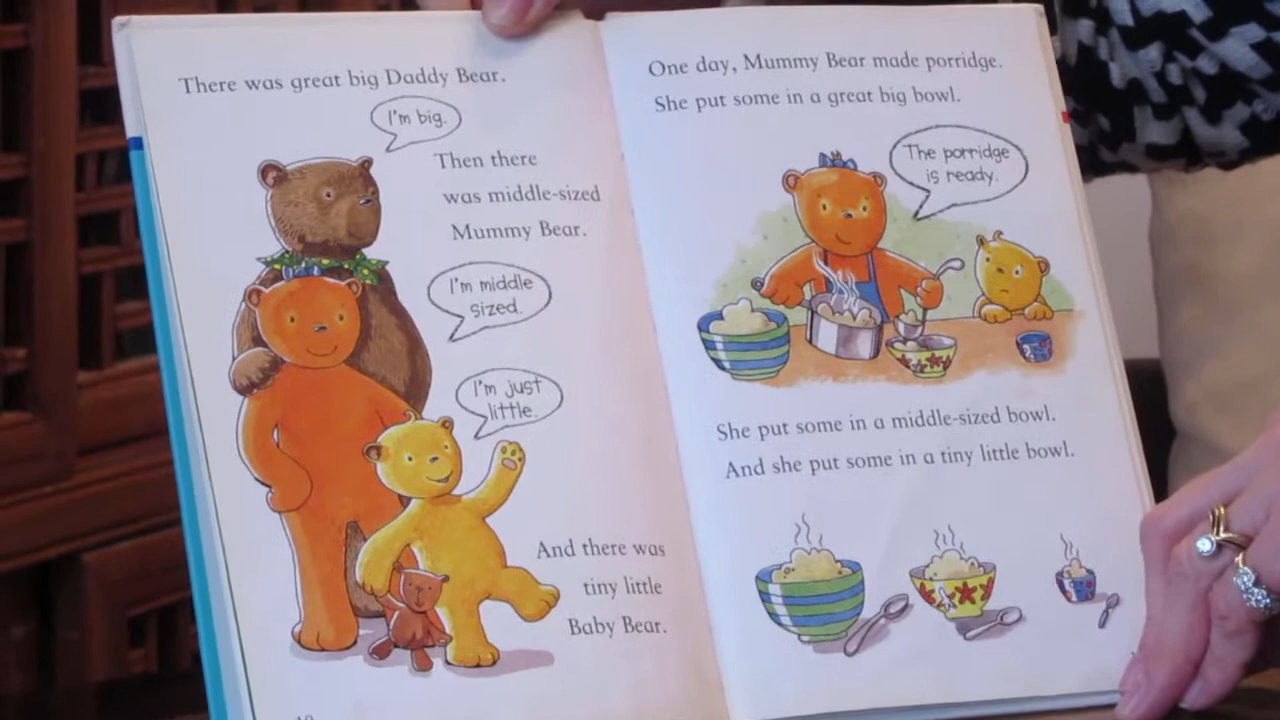 There was great big Daddy Bear.
I'm big.
Then there
was middle-sized
Mummy Bear.
I'm middle
sized.
I'm just
little.
And there was
tiny little
Baby Bear.
One day, Mummy Bear made porridge.
She put some in a great big bowl.
The porridge
is ready.
She put some in a middle-sized bowl.
And she put some in a tiny little bowl.